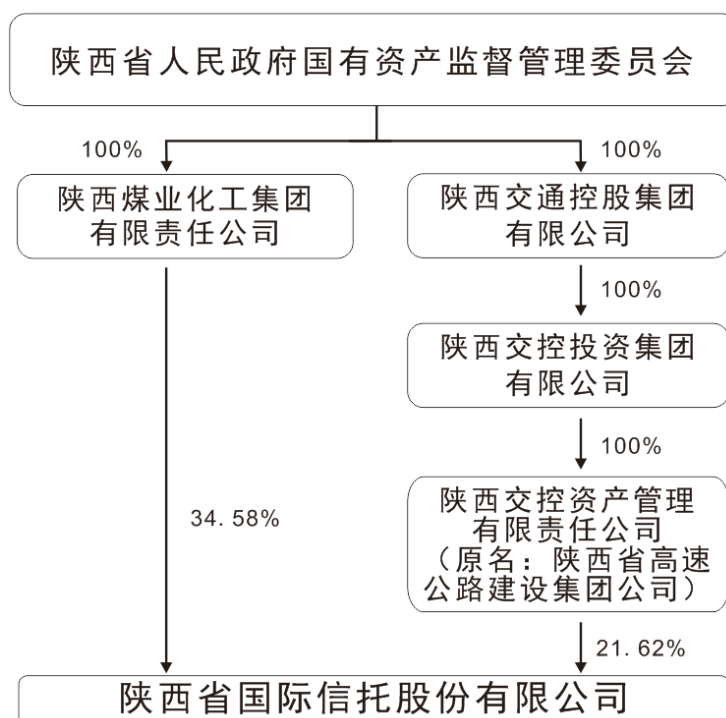 陕西省人民政府国有资产监督管理委员会
100%
100%
陕西煤业化工集团
有限责任公司
陕西交通控股集团
有限公司
100%
陕西交控投资集团
有限公司
100%
陕西交控资产管理
有限责任公司
（原名：陕西省高速
公路建设集团公司）
34.58%
21.62%
陕西省国际信托股份有限公司